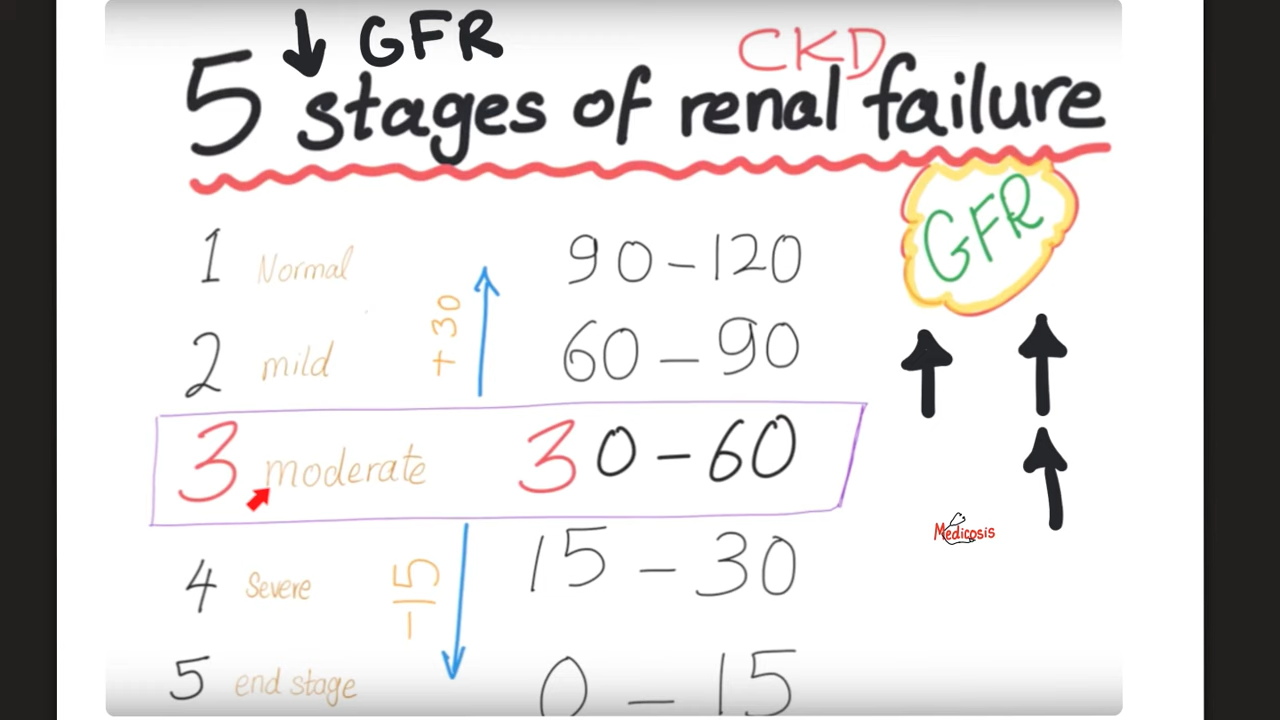 ↓ GFR
CKD
5 stages of renal failure
GFR
1 Normal 90-120
+30
2 mild 60-90
3 moderate 30-60
Medicosis
4 Severe 15-30
-15
5 end stage 0-15